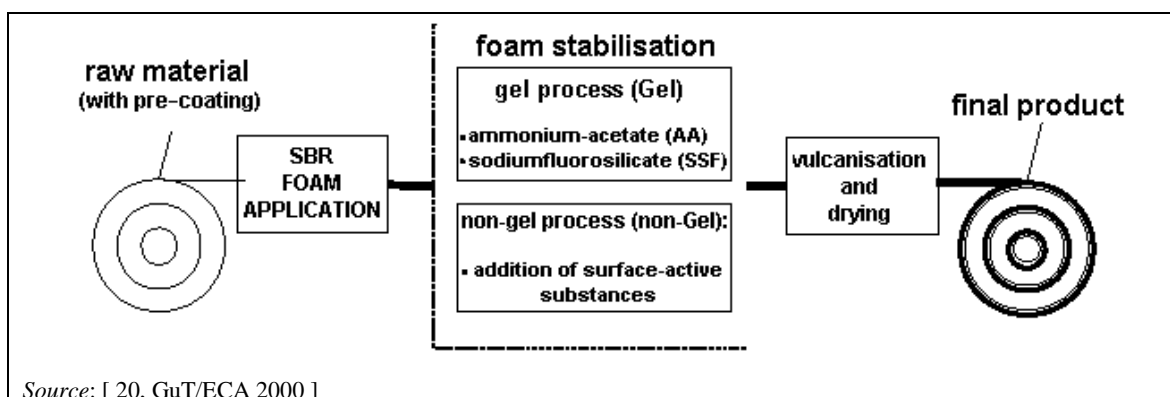 raw material
(with pre-coating)
SBR
FOAM
APPLICATION
foam stabilisation
gel process (Gel)
▪ ammonium-acetate (AA)
▪ sodiumfluorosilicate (SSF)
non-gel process (non-Gel):
▪ addition of surface-active
substances
vulcanisation
and
drying
final product
Source: [ 20, GuT/ECA 2000 ]